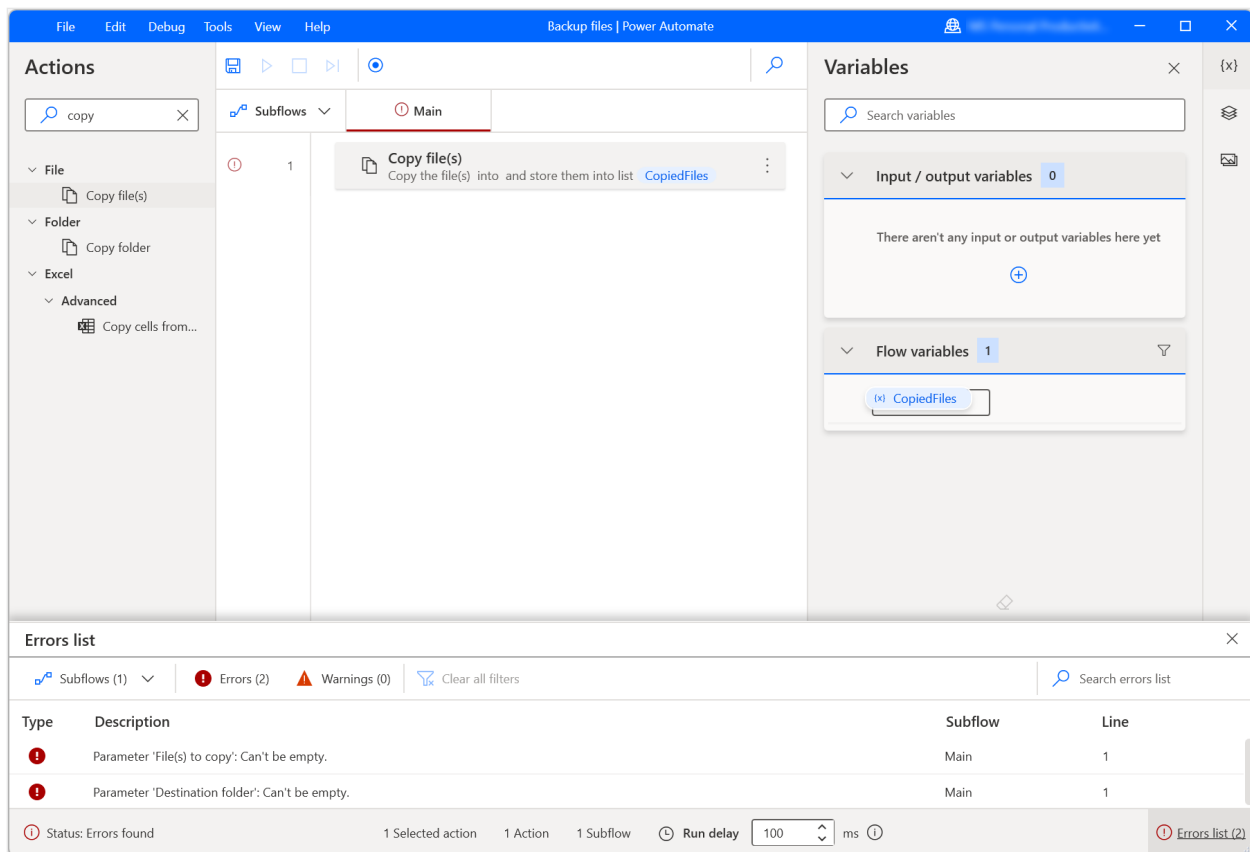 File Edit Debug Tools View Help Backup files | Power Automate
Actions
copy
File
Copy file(s)
Folder
Copy folder
Excel
Advanced
Copy cells from...
Subflows Main
1 Copy file(s)
Copy the file(s) into and store them into list CopiedFiles
Variables
{x}
Search variables
Input / output variables 0
There aren't any input or output variables here yet
Flow variables 1
{x} CopiedFiles
Errors list
Subflows (1) Errors (2) Warnings (0) Clear all filters Search errors list
Type Description Subflow Line
Parameter 'File(s) to copy': Can't be empty. Main 1
Parameter 'Destination folder': Can't be empty. Main 1
Status: Errors found 1 Selected action 1 Action 1 Subflow Run delay 100 ms Errors list (2)